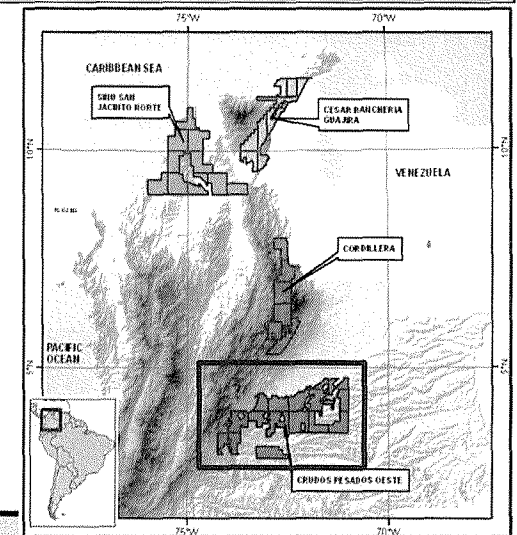 75°W
70°W
CARIBBEAN SEA
SINU SAN
JACINTO NORTE
CESAR RANCHERIA
GUAJIRA
10°N
10°N
VENEZUELA
CORDILLERA
PACIFIC
OCEAN
5°N
5°N
CRUDOS PESADOS OESTE
75°W
70°W